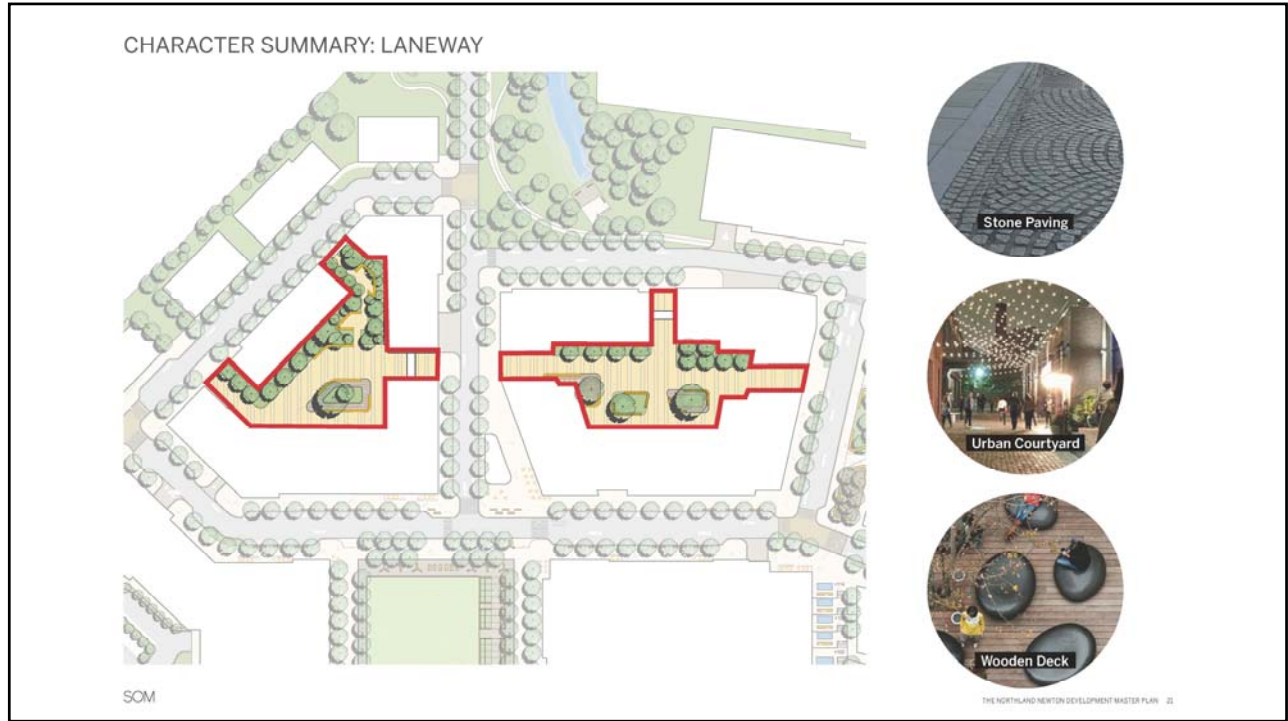 CHARACTER SUMMARY: LANEWAY
Stone Paving
Urban Courtyard
Wooden Deck
SOM
THE NORTHLAND NEWTON DEVELOPMENT MASTER PLAN 21